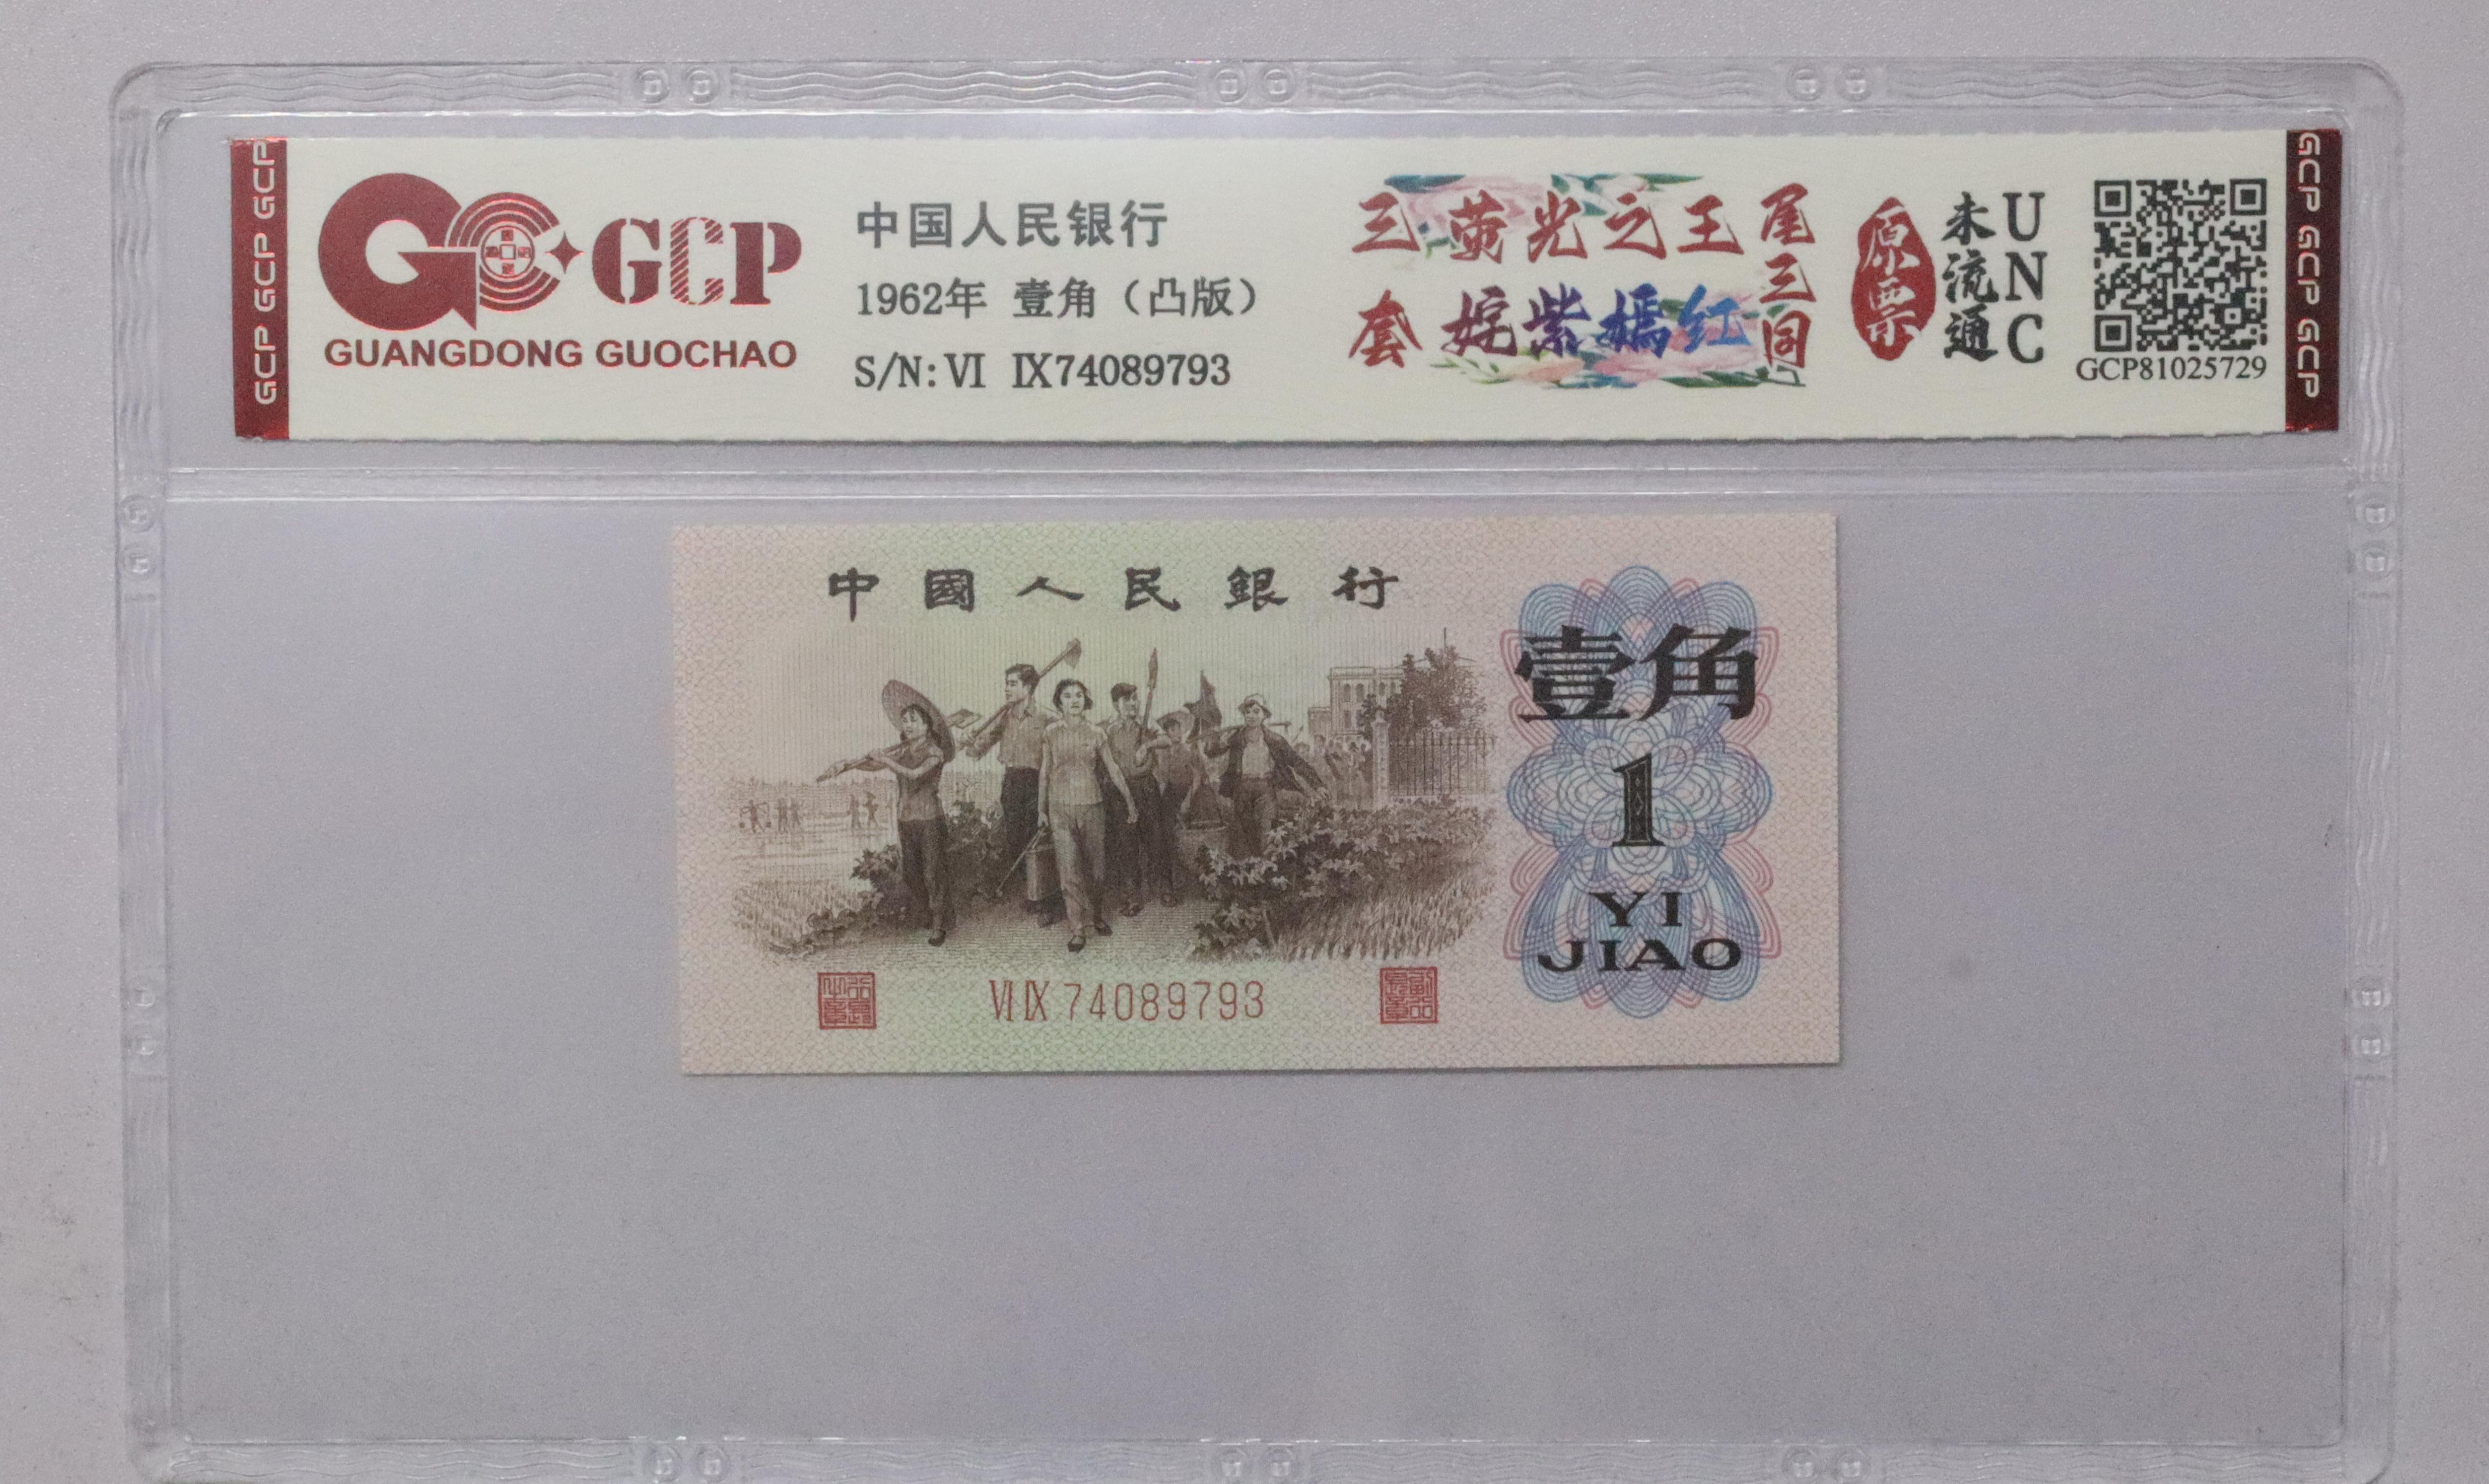 GCP GCP GCP
GCP
GUANGDONG GUOCHAO
中国人民银行
1962年 壹角（凸版）
S/N: VI IX74089793
三套
荧光之王
姹紫嫣红
尾三同
原票
未流通
UNC
GCP81025729
GCP GCP GCP
中國人民銀行
壹角
1
YI
JIAO
VI IX 74089793